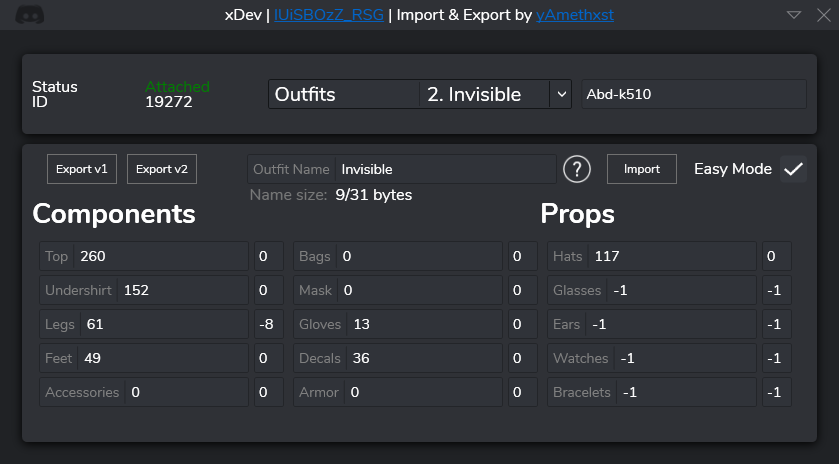 xDev | IUiSBOzZ_RSG | Import & Export by yAmethxst
Status Attached
ID 19272
Outfits 2. Invisible Abd-k510
Export v1 Export v2 Outfit Name Invisible ? Import Easy Mode
Name size: 9/31 bytes
Components Props
Top 260 0 Bags 0 0 Hats 117 0
Undershirt 152 0 Mask 0 0 Glasses -1 -1
Legs 61 -8 Gloves 13 0 Ears -1 -1
Feet 49 0 Decals 36 0 Watches -1 -1
Accessories 0 0 Armor 0 0 Bracelets -1 -1